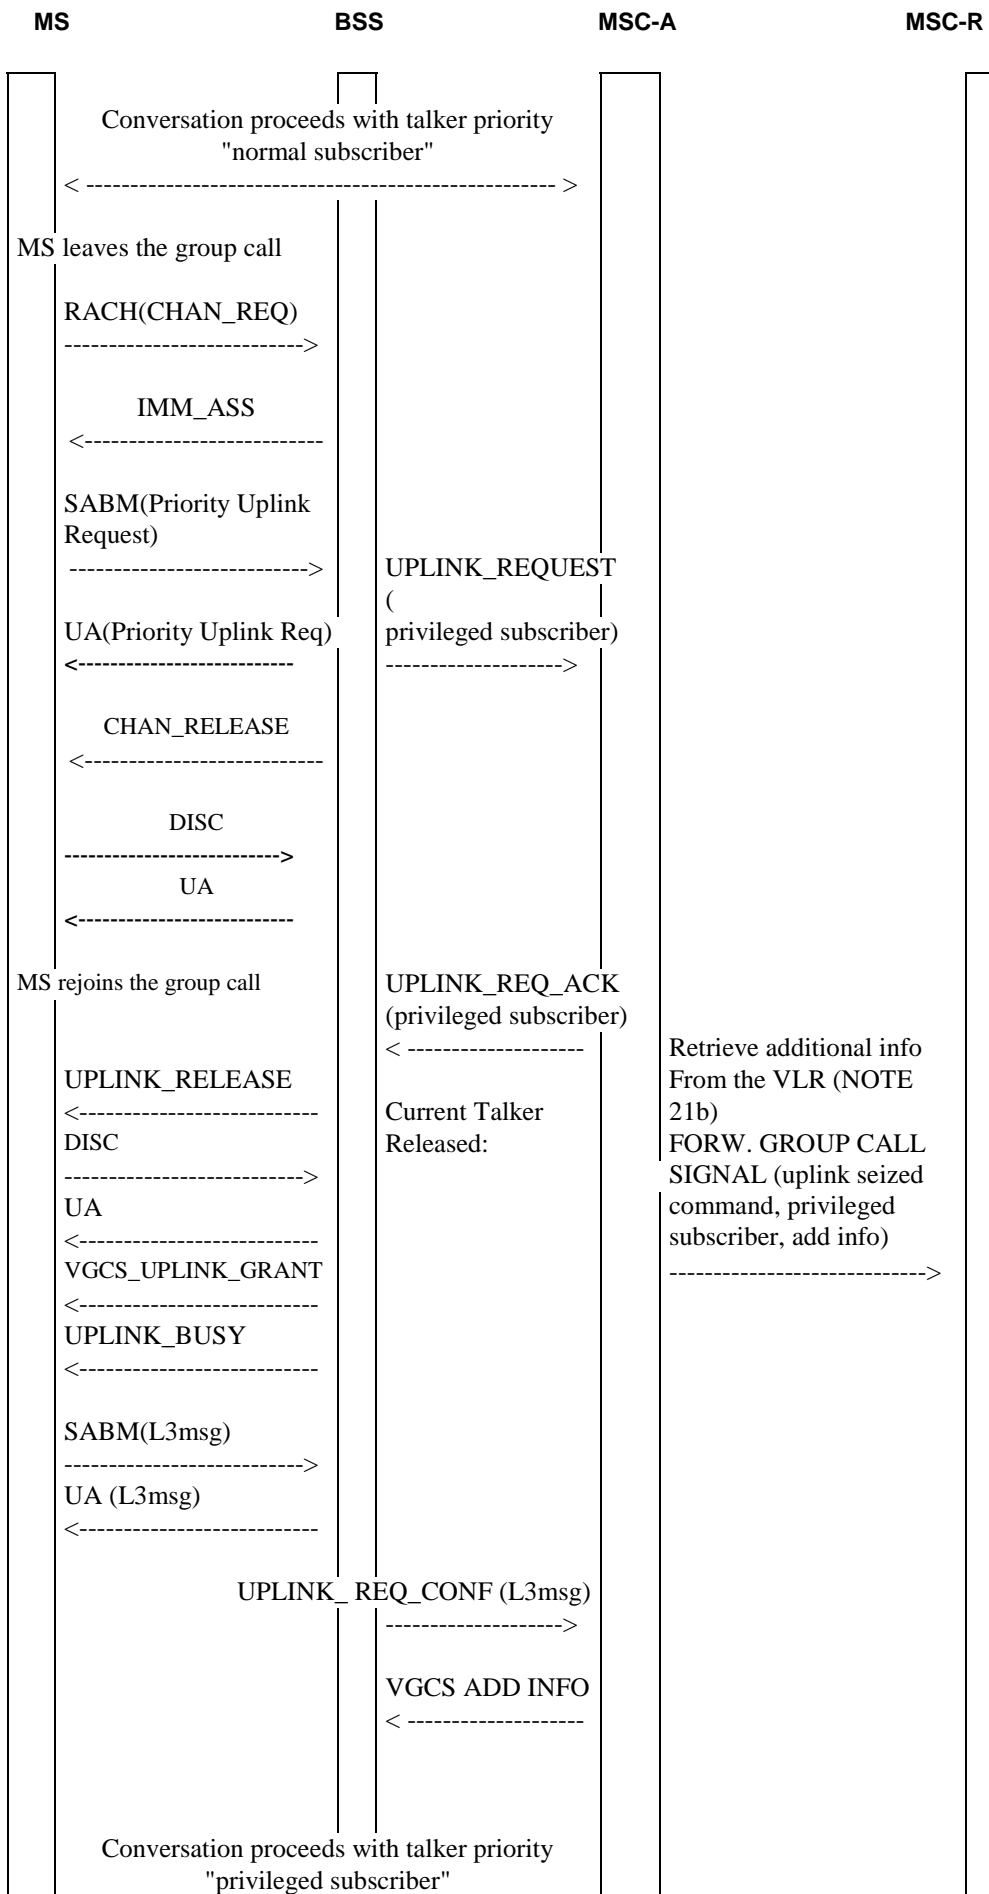 MS BSS MSC-A MSC-R
Conversation proceeds with talker priority
"normal subscriber"
< ----------------------------------------------------- >
MS leaves the group call
RACH(CHAN_REQ)
--------------------------->
IMM_ASS
<---------------------------
SABM(Priority Uplink
Request)
------------------------------>
UPLINK_REQUEST
(
UA(Priority Uplink Req) privileged subscriber)
<--------------------------- -------------------->
CHAN_RELEASE
<---------------------------
DISC
--------------------------->
UA
<---------------------------
MS rejoins the group call UPLINK_REQ_ACK
(privileged subscriber)
< --------------------
Retrieve additional info
UPLINK_RELEASE From the VLR (NOTE
<---------------------------
Current Talker 21b)
DISC Released: FORW. GROUP CALL
---------------------------> SIGNAL (uplink seized
UA command, privileged
<--------------------------- subscriber, add info)
VGCS_UPLINK_GRANT ----------------------------->
<---------------------------
UPLINK_BUSY
<---------------------------
SABM(L3msg)
--------------------------->
UA (L3msg)
<---------------------------
UPLINK_ REQ_CONF (L3msg)
-------------------->
VGCS ADD INFO
< --------------------
Conversation proceeds with talker priority
"privileged subscriber"